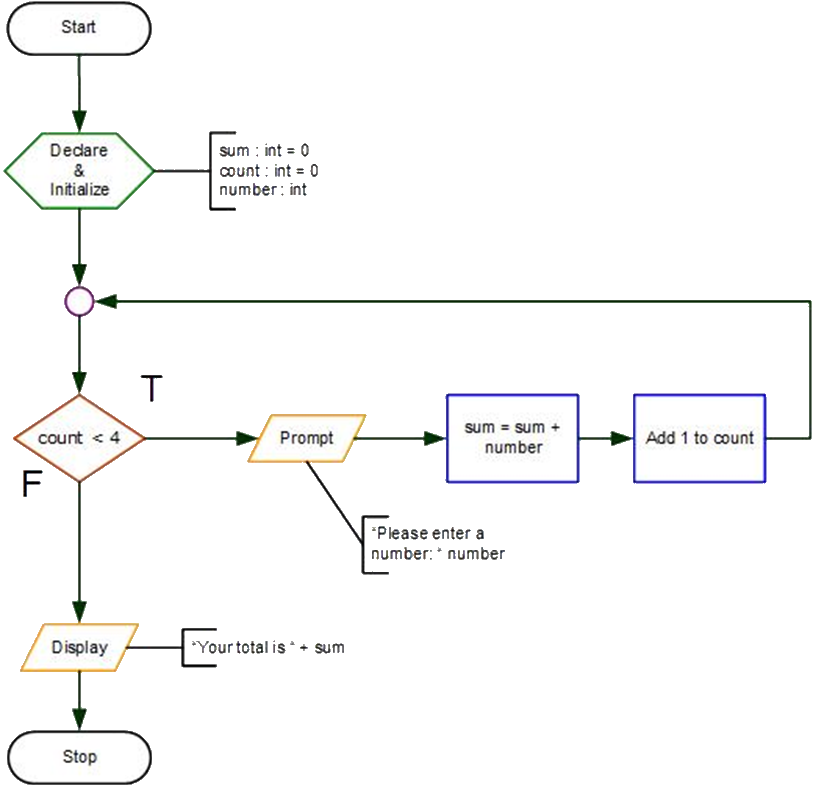 Start
Declare
&
Initialize
sum : int = 0
count : int = 0
number : int
T
count < 4
F
Prompt
sum = sum +
number
Add 1 to count
"Please enter a
number: " number
Display
"Your total is " + sum
Stop